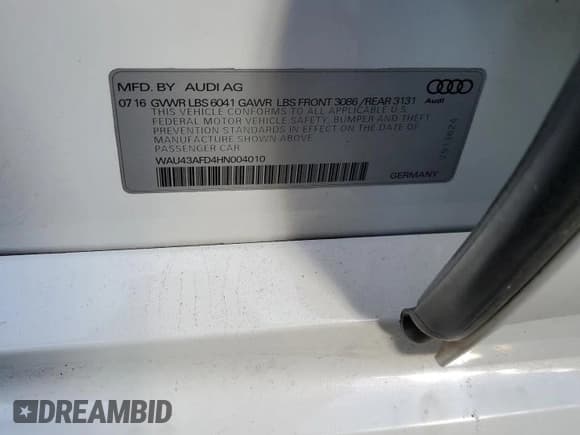 MFD. BY AUDI AG
07 16 GVWR LBS 6041 GAWR LBS FRONT 3086 /REAR 3131
Audi
THIS VEHICLE CONFORMS TO ALL APPLICABLE U.S.
FEDERAL MOTOR VEHICLE SAFETY, BUMPER AND THEFT
PREVENTION STANDARDS IN EFFECT ON THE DATE OF
MANUFACTURE SHOWN ABOVE
PASSENGER CAR
WAU43AFD4HN004010
GERMANY
DREAMBID